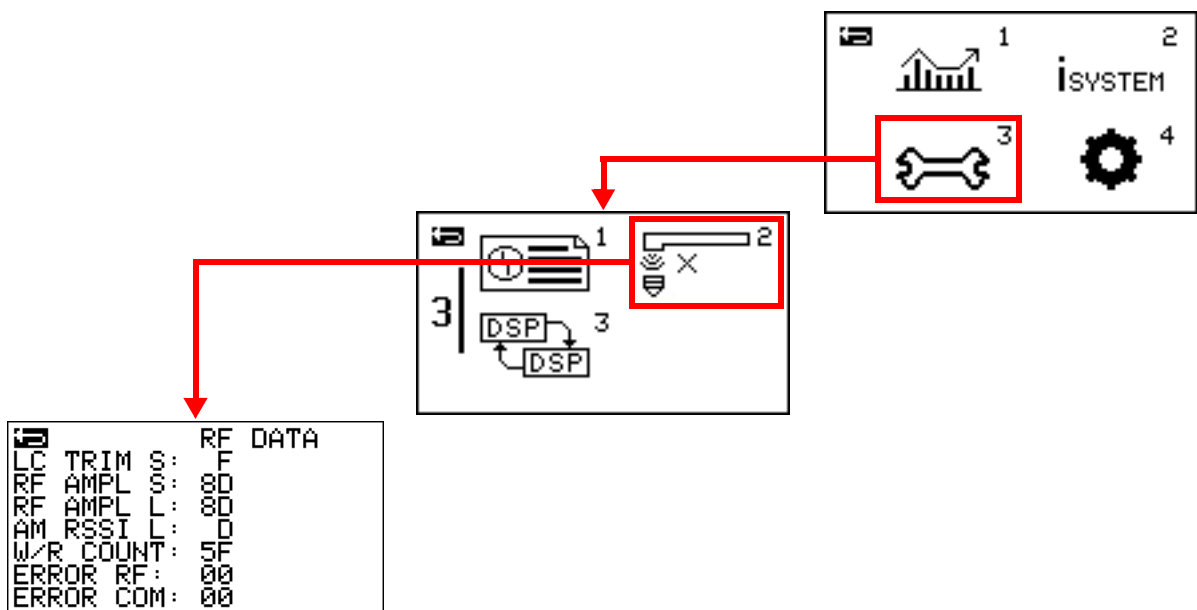 1
2
iSYSTEM
3
4
1
2
3
3
DSP
DSP
RF DATA
LC TRIM S: F
RF AMPL S: 8D
RF AMPL L: 8D
AM RSSI L: D
W/R COUNT: 5F
ERROR RF: 00
ERROR COM: 00